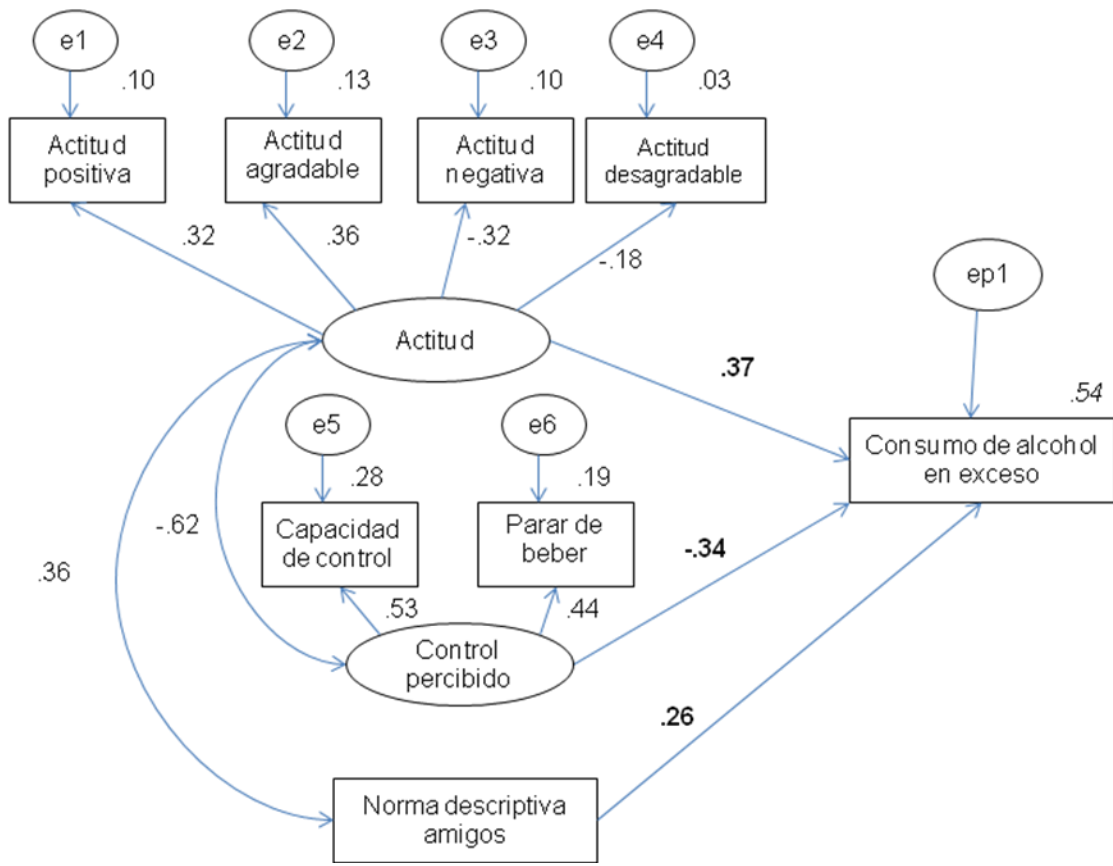 e1
e2
e3
e4
.10
.13
.10
.03
Actitud
positiva
Actitud
agradable
Actitud
negativa
Actitud
desagradable
.32
.36
-.32
-.18
ep1
Actitud
.37
.54
e5
e6
Consumo de alcohol
en exceso
.28
.19
Capacidad
de control
Parar de
beber
-.62
-.34
.36
.53
.44
Control
percibido
.26
Norma descriptiva
amigos